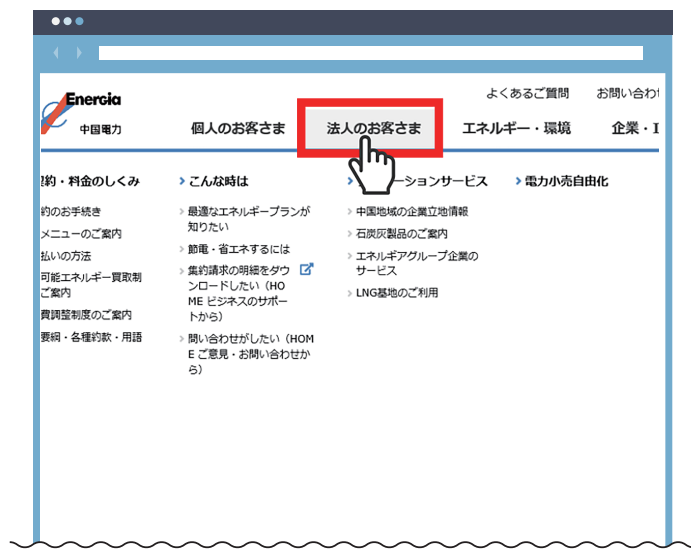 よくあるご質問 お問い合わ
Energia
中国電力
個人のお客さま 法人のお客さま エネルギー・環境 企業・I
約・料金のしくみ
約のお手続き
メニューのご案内
払いの方法
可能エネルギー買取制
ご案内
費調整制度のご案内
要綱・各種約款・用語
こんな時は
最適なエネルギープランが
知りたい
節電・省エネするには
集約請求の明細をダウ
ンロードしたい（HO
ME ビジネスのサポー
トから）
問い合わせがしたい（HOM
E ご意見・お問い合わせか
ら）
ーションサービス
中国地域の企業立地情報
石炭灰製品のご案内
エネルギアグループ企業の
サービス
LNG基地のご利用
電力小売自由化